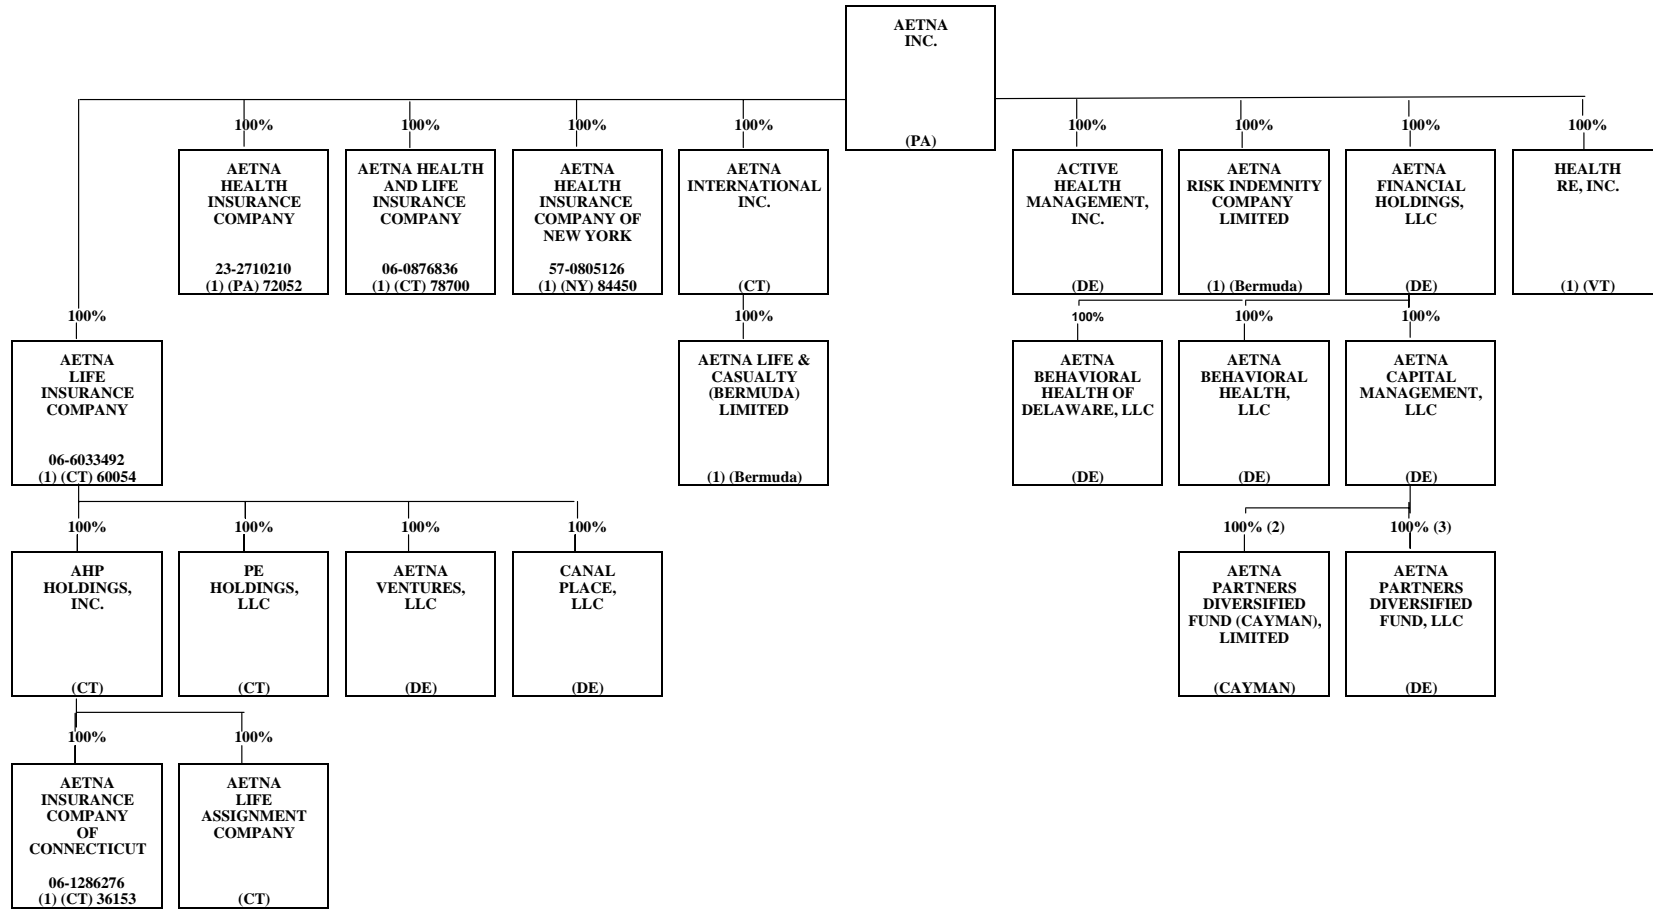 AETNA
INC.
(PA)
100%
100%
100%
100%
100%
100%
100%
100%
AETNA
HEALTH
INSURANCE
COMPANY
23-2710210
(1) (PA) 72052
AETNA HEALTH
AND LIFE
INSURANCE
COMPANY
06-0876836
(1) (CT) 78700
AETNA
HEALTH
INSURANCE
COMPANY OF
NEW YORK
57-0805126
(1) (NY) 84450
AETNA
INTERNATIONAL
INC.
(CT)
ACTIVE
HEALTH
MANAGEMENT,
INC.
(DE)
AETNA
RISK INDEMNITY
COMPANY
LIMITED
(1) (Bermuda)
AETNA
FINANCIAL
HOLDINGS,
LLC
(DE)
HEALTH
RE, INC.
(1) (VT)
100%
100%
100%
100%
100%
AETNA
LIFE
INSURANCE
COMPANY
06-6033492
(1) (CT) 60054
AETNA LIFE &
CASUALTY
(BERMUDA)
LIMITED
(1) (Bermuda)
AETNA
BEHAVIORAL
HEALTH OF
DELAWARE, LLC
(DE)
AETNA
BEHAVIORAL
HEALTH,
LLC
(DE)
AETNA
CAPITAL
MANAGEMENT,
LLC
(DE)
100%
100%
100%
100%
100% (2)
100% (3)
AHP
HOLDINGS,
INC.
(CT)
PE
HOLDINGS,
LLC
(CT)
AETNA
VENTURES,
LLC
(DE)
CANAL
PLACE,
LLC
(DE)
AETNA
PARTNERS
DIVERSIFIED
FUND (CAYMAN),
LIMITED
(CAYMAN)
AETNA
PARTNERS
DIVERSIFIED
FUND, LLC
(DE)
100%
100%
AETNA
INSURANCE
COMPANY
OF
CONNECTICUT
06-1286276
(1) (CT) 36153
AETNA
LIFE
ASSIGNMENT
COMPANY
(CT)